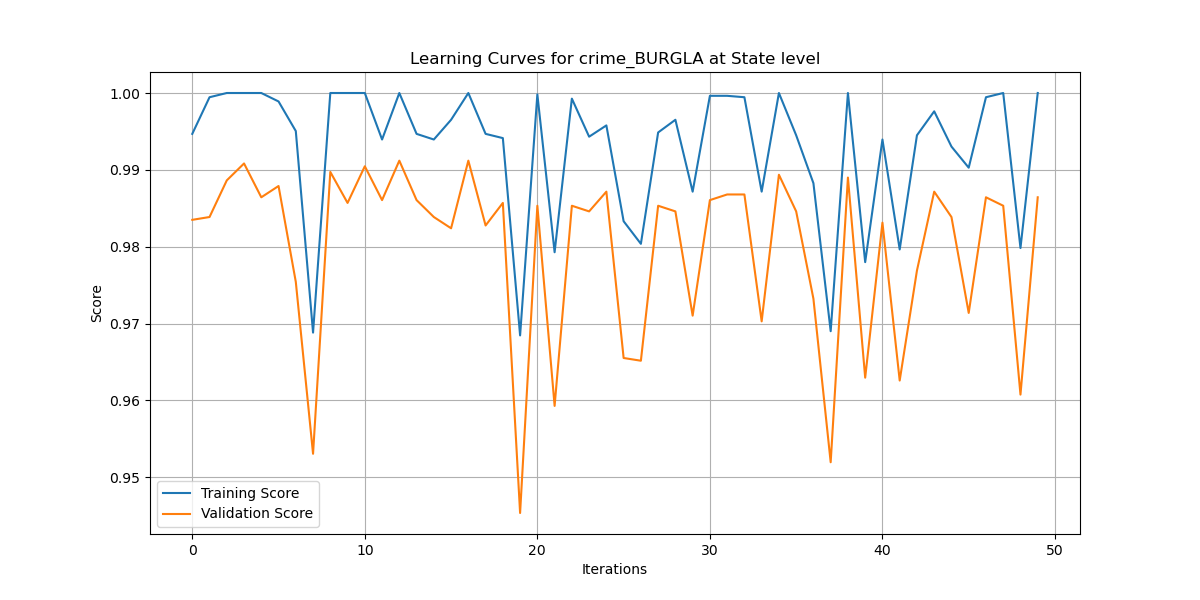 Learning Curves for crime_BURGLA at State level
1.00
0.99
0.98
0.97
0.96
0.95
Score
Training Score
Validation Score
0 10 20 30 40 50
Iterations